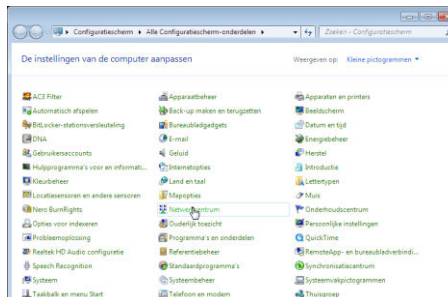 Configuratiescherm ▸ Alle Configuratiescherm-onderdelen ▸
Zoeken - Configuratiescherm
De instellingen van de computer aanpassen
Weergeven op: Kleine pictogrammen
AC3 Filter
Apparaatbeheer
Apparaten en printers
Automatisch afspelen
Back-up maken en terugzetten
Beeldscherm
BitLocker-stationsversleuteling
Bureaubladgadgets
Datum en tijd
DNA
E-mail
Energiebeheer
Gebruikersaccounts
Geluid
Herstel
Hulpprogramma's voor en informati...
Internetopties
Introductie
Kleurbeheer
Land en taal
Lettertypen
Locatiesensoren en andere sensoren
Mapopties
Muis
Nero BurnRights
Netwerkcentrum
Onderhoudscentrum
Opties voor indexeren
Ouderlijk toezicht
Persoonlijke instellingen
Probleemoplossing
Programma's en onderdelen
QuickTime
Realtek HD Audio configuratie
Referentiebeheer
RemoteApp- en bureaubladverbindi...
Speech Recognition
Standaardprogramma's
Synchronisatiecentrum
Systeem
Systeembeheer
Systeemvakpictogrammen
Taakbalk en menu Start
Telefoon en modem
Thuisgroep